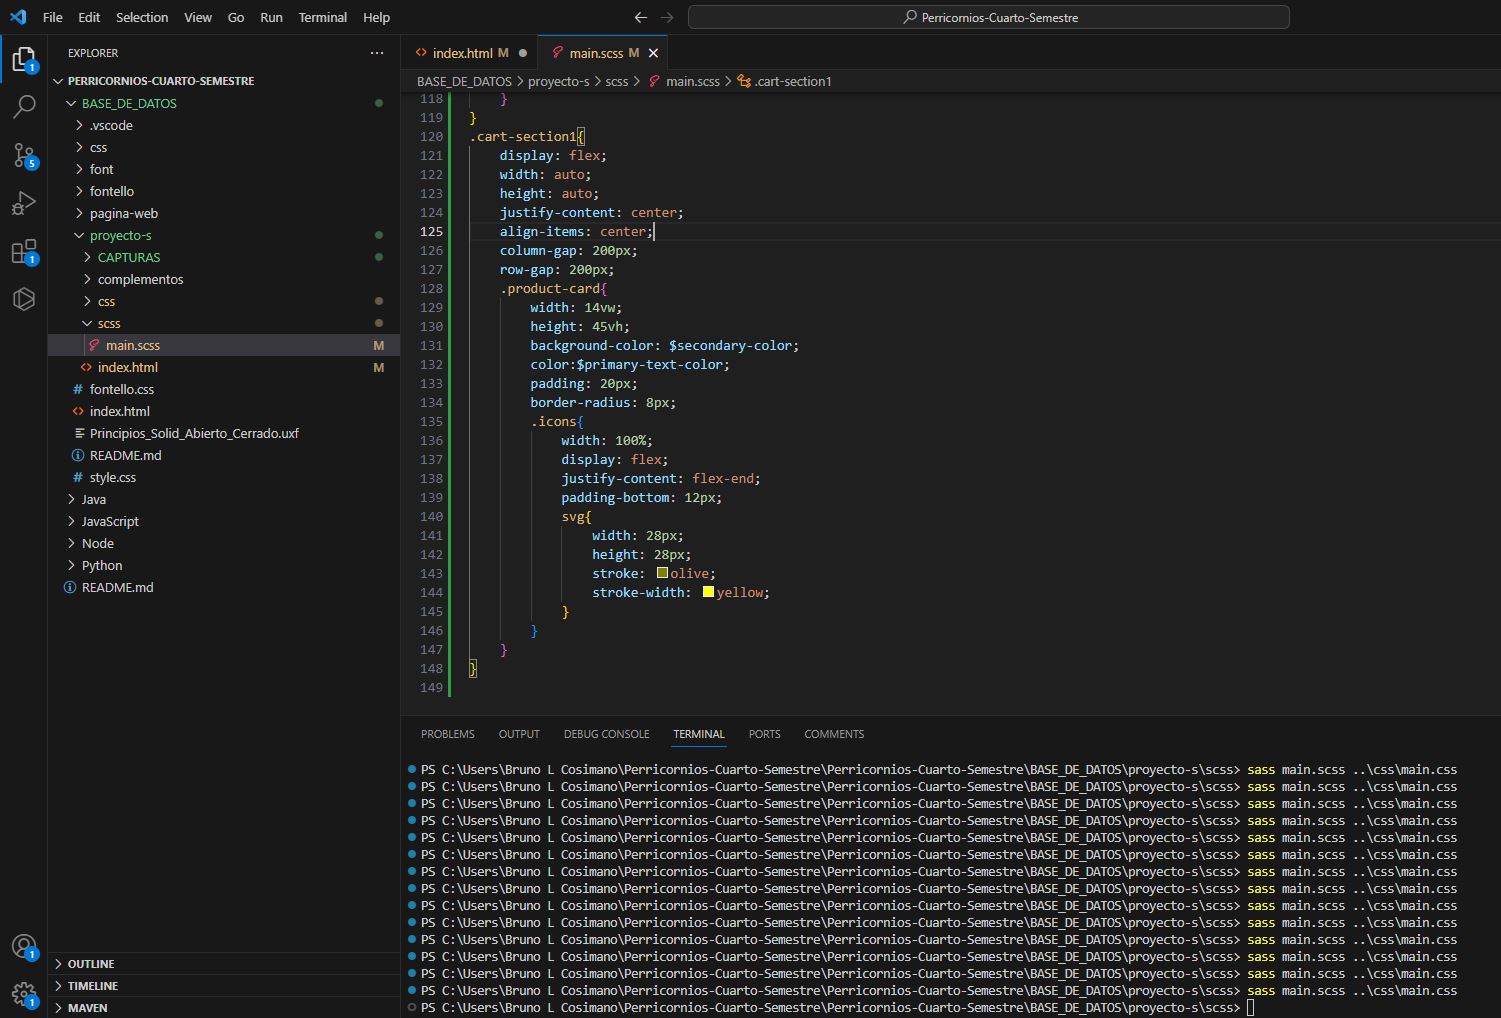 File Edit Selection View Go Run Terminal Help
Perricornios-Cuarto-Semestre
EXPLORER
PERRICORNIOS-CUARTO-SEMESTRE
BASE_DE_DATOS
.vscode
css
font
fontello
pagina-web
proyecto-s
CAPTURAS
complementos
css
scss
main.scss M
index.html M
fontello.css
index.html
Principios_Solid_Abierto_Cerrado.uxf
README.md
style.css
Java
JavaScript
Node
Python
README.md
OUTLINE
TIMELINE
MAVEN
1
5
1
1
1
index.html M
main.scss M
BASE_DE_DATOS > proyecto-s > scss > main.scss > .cart-section1
118 }
119 }
120 .cart-section1{
121 display: flex;
122 width: auto;
123 height: auto;
124 justify-content: center;
125 align-items: center;
126 column-gap: 200px;
127 row-gap: 200px;
128 .product-card{
129 width: 14vw;
130 height: 45vh;
131 background-color: $secondary-color;
132 color:$primary-text-color;
133 padding: 20px;
134 border-radius: 8px;
135 .icons{
136 width: 100%;
137 display: flex;
138 justify-content: flex-end;
139 padding-bottom: 12px;
140 svg{
141 width: 28px;
142 height: 28px;
143 stroke: olive;
144 stroke-width: yellow;
145 }
146 }
147 }
148 }
149
PROBLEMS OUTPUT DEBUG CONSOLE TERMINAL PORTS COMMENTS
PS C:\Users\Bruno L Cosimano\Perricornios-Cuarto-Semestre\Perricornios-Cuarto-Semestre\BASE_DE_DATOS\proyecto-s\scss> sass main.scss ..\css\main.css
PS C:\Users\Bruno L Cosimano\Perricornios-Cuarto-Semestre\Perricornios-Cuarto-Semestre\BASE_DE_DATOS\proyecto-s\scss> sass main.scss ..\css\main.css
PS C:\Users\Bruno L Cosimano\Perricornios-Cuarto-Semestre\Perricornios-Cuarto-Semestre\BASE_DE_DATOS\proyecto-s\scss> sass main.scss ..\css\main.css
PS C:\Users\Bruno L Cosimano\Perricornios-Cuarto-Semestre\Perricornios-Cuarto-Semestre\BASE_DE_DATOS\proyecto-s\scss> sass main.scss ..\css\main.css
PS C:\Users\Bruno L Cosimano\Perricornios-Cuarto-Semestre\Perricornios-Cuarto-Semestre\BASE_DE_DATOS\proyecto-s\scss> sass main.scss ..\css\main.css
PS C:\Users\Bruno L Cosimano\Perricornios-Cuarto-Semestre\Perricornios-Cuarto-Semestre\BASE_DE_DATOS\proyecto-s\scss> sass main.scss ..\css\main.css
PS C:\Users\Bruno L Cosimano\Perricornios-Cuarto-Semestre\Perricornios-Cuarto-Semestre\BASE_DE_DATOS\proyecto-s\scss> sass main.scss ..\css\main.css
PS C:\Users\Bruno L Cosimano\Perricornios-Cuarto-Semestre\Perricornios-Cuarto-Semestre\BASE_DE_DATOS\proyecto-s\scss> sass main.scss ..\css\main.css
PS C:\Users\Bruno L Cosimano\Perricornios-Cuarto-Semestre\Perricornios-Cuarto-Semestre\BASE_DE_DATOS\proyecto-s\scss> sass main.scss ..\css\main.css
PS C:\Users\Bruno L Cosimano\Perricornios-Cuarto-Semestre\Perricornios-Cuarto-Semestre\BASE_DE_DATOS\proyecto-s\scss> sass main.scss ..\css\main.css
PS C:\Users\Bruno L Cosimano\Perricornios-Cuarto-Semestre\Perricornios-Cuarto-Semestre\BASE_DE_DATOS\proyecto-s\scss> sass main.scss ..\css\main.css
PS C:\Users\Bruno L Cosimano\Perricornios-Cuarto-Semestre\Perricornios-Cuarto-Semestre\BASE_DE_DATOS\proyecto-s\scss> sass main.scss ..\css\main.css
PS C:\Users\Bruno L Cosimano\Perricornios-Cuarto-Semestre\Perricornios-Cuarto-Semestre\BASE_DE_DATOS\proyecto-s\scss> sass main.scss ..\css\main.css
PS C:\Users\Bruno L Cosimano\Perricornios-Cuarto-Semestre\Perricornios-Cuarto-Semestre\BASE_DE_DATOS\proyecto-s\scss> sass main.scss ..\css\main.css
PS C:\Users\Bruno L Cosimano\Perricornios-Cuarto-Semestre\Perricornios-Cuarto-Semestre\BASE_DE_DATOS\proyecto-s\scss>